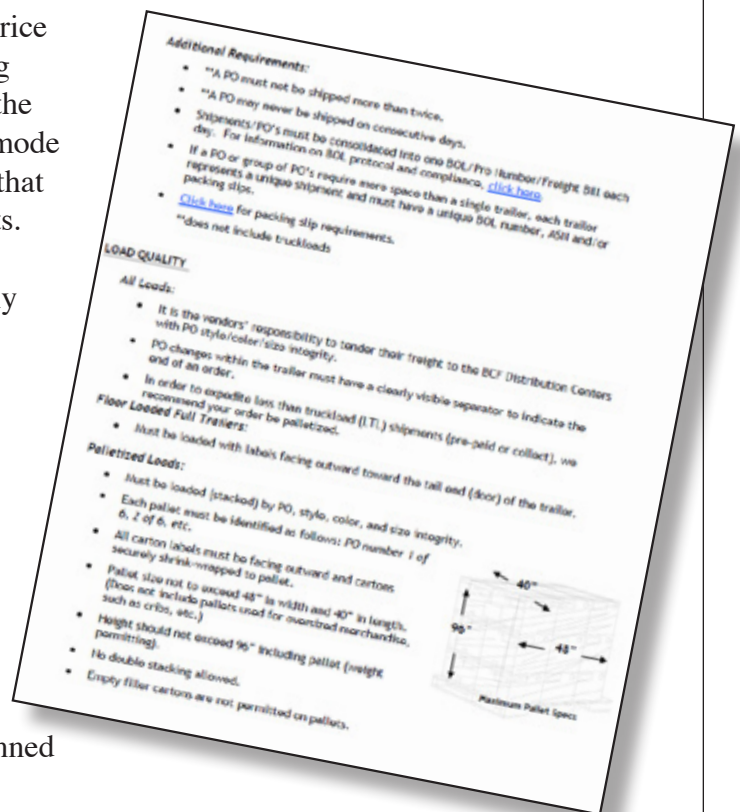 rice
g
the
mode
that
ts.
y
nned
Additional Requirements:
• **A PO must not be shipped more than twice.
• **A PO may never be shipped on consecutive days.
• Shipments/PO's must be consolidated into one BOL/Pro Number/Freight Bill each
day. For information on BOL protocol and compliance, click here.
• If a PO or group of PO's require more space than a single trailer, each trailer
represents a unique shipment and must have a unique BOL number, ASN and/or
packing slips.
• Click here for packing slip requirements.
**does not include truckloads
LOAD QUALITY
All Loads:
• It is the vendors' responsibility to tender their freight to the BCF Distribution Centers
with PO style/color/size integrity.
• PO changes within the trailer must have a clearly visible separator to indicate the
end of an order.
• In order to expedite less than truckload (LTL) shipments (pre-paid or collect), we
recommend your order be palletized.
Floor Loaded Full Trailers:
• Must be loaded with labels facing outward toward the tail end (door) of the trailer.
Palletized Loads:
• Must be loaded (stacked) by PO, style, color, and size integrity.
• Each pallet must be identified as follows: PO number 1 of
6, 2 of 6, etc.
• All carton labels must be facing outward and cartons
securely shrink-wrapped to pallet.
• Pallet size not to exceed 48" in width and 40" in length.
(Does not include pallets used for oversized merchandise,
such as cribs, etc.)
• Height should not exceed 96" including pallet (weight
permitting).
• No double stacking allowed.
• Empty filler cartons are not permitted on pallets.
40"
96"
48"
Maximum Pallet Specs